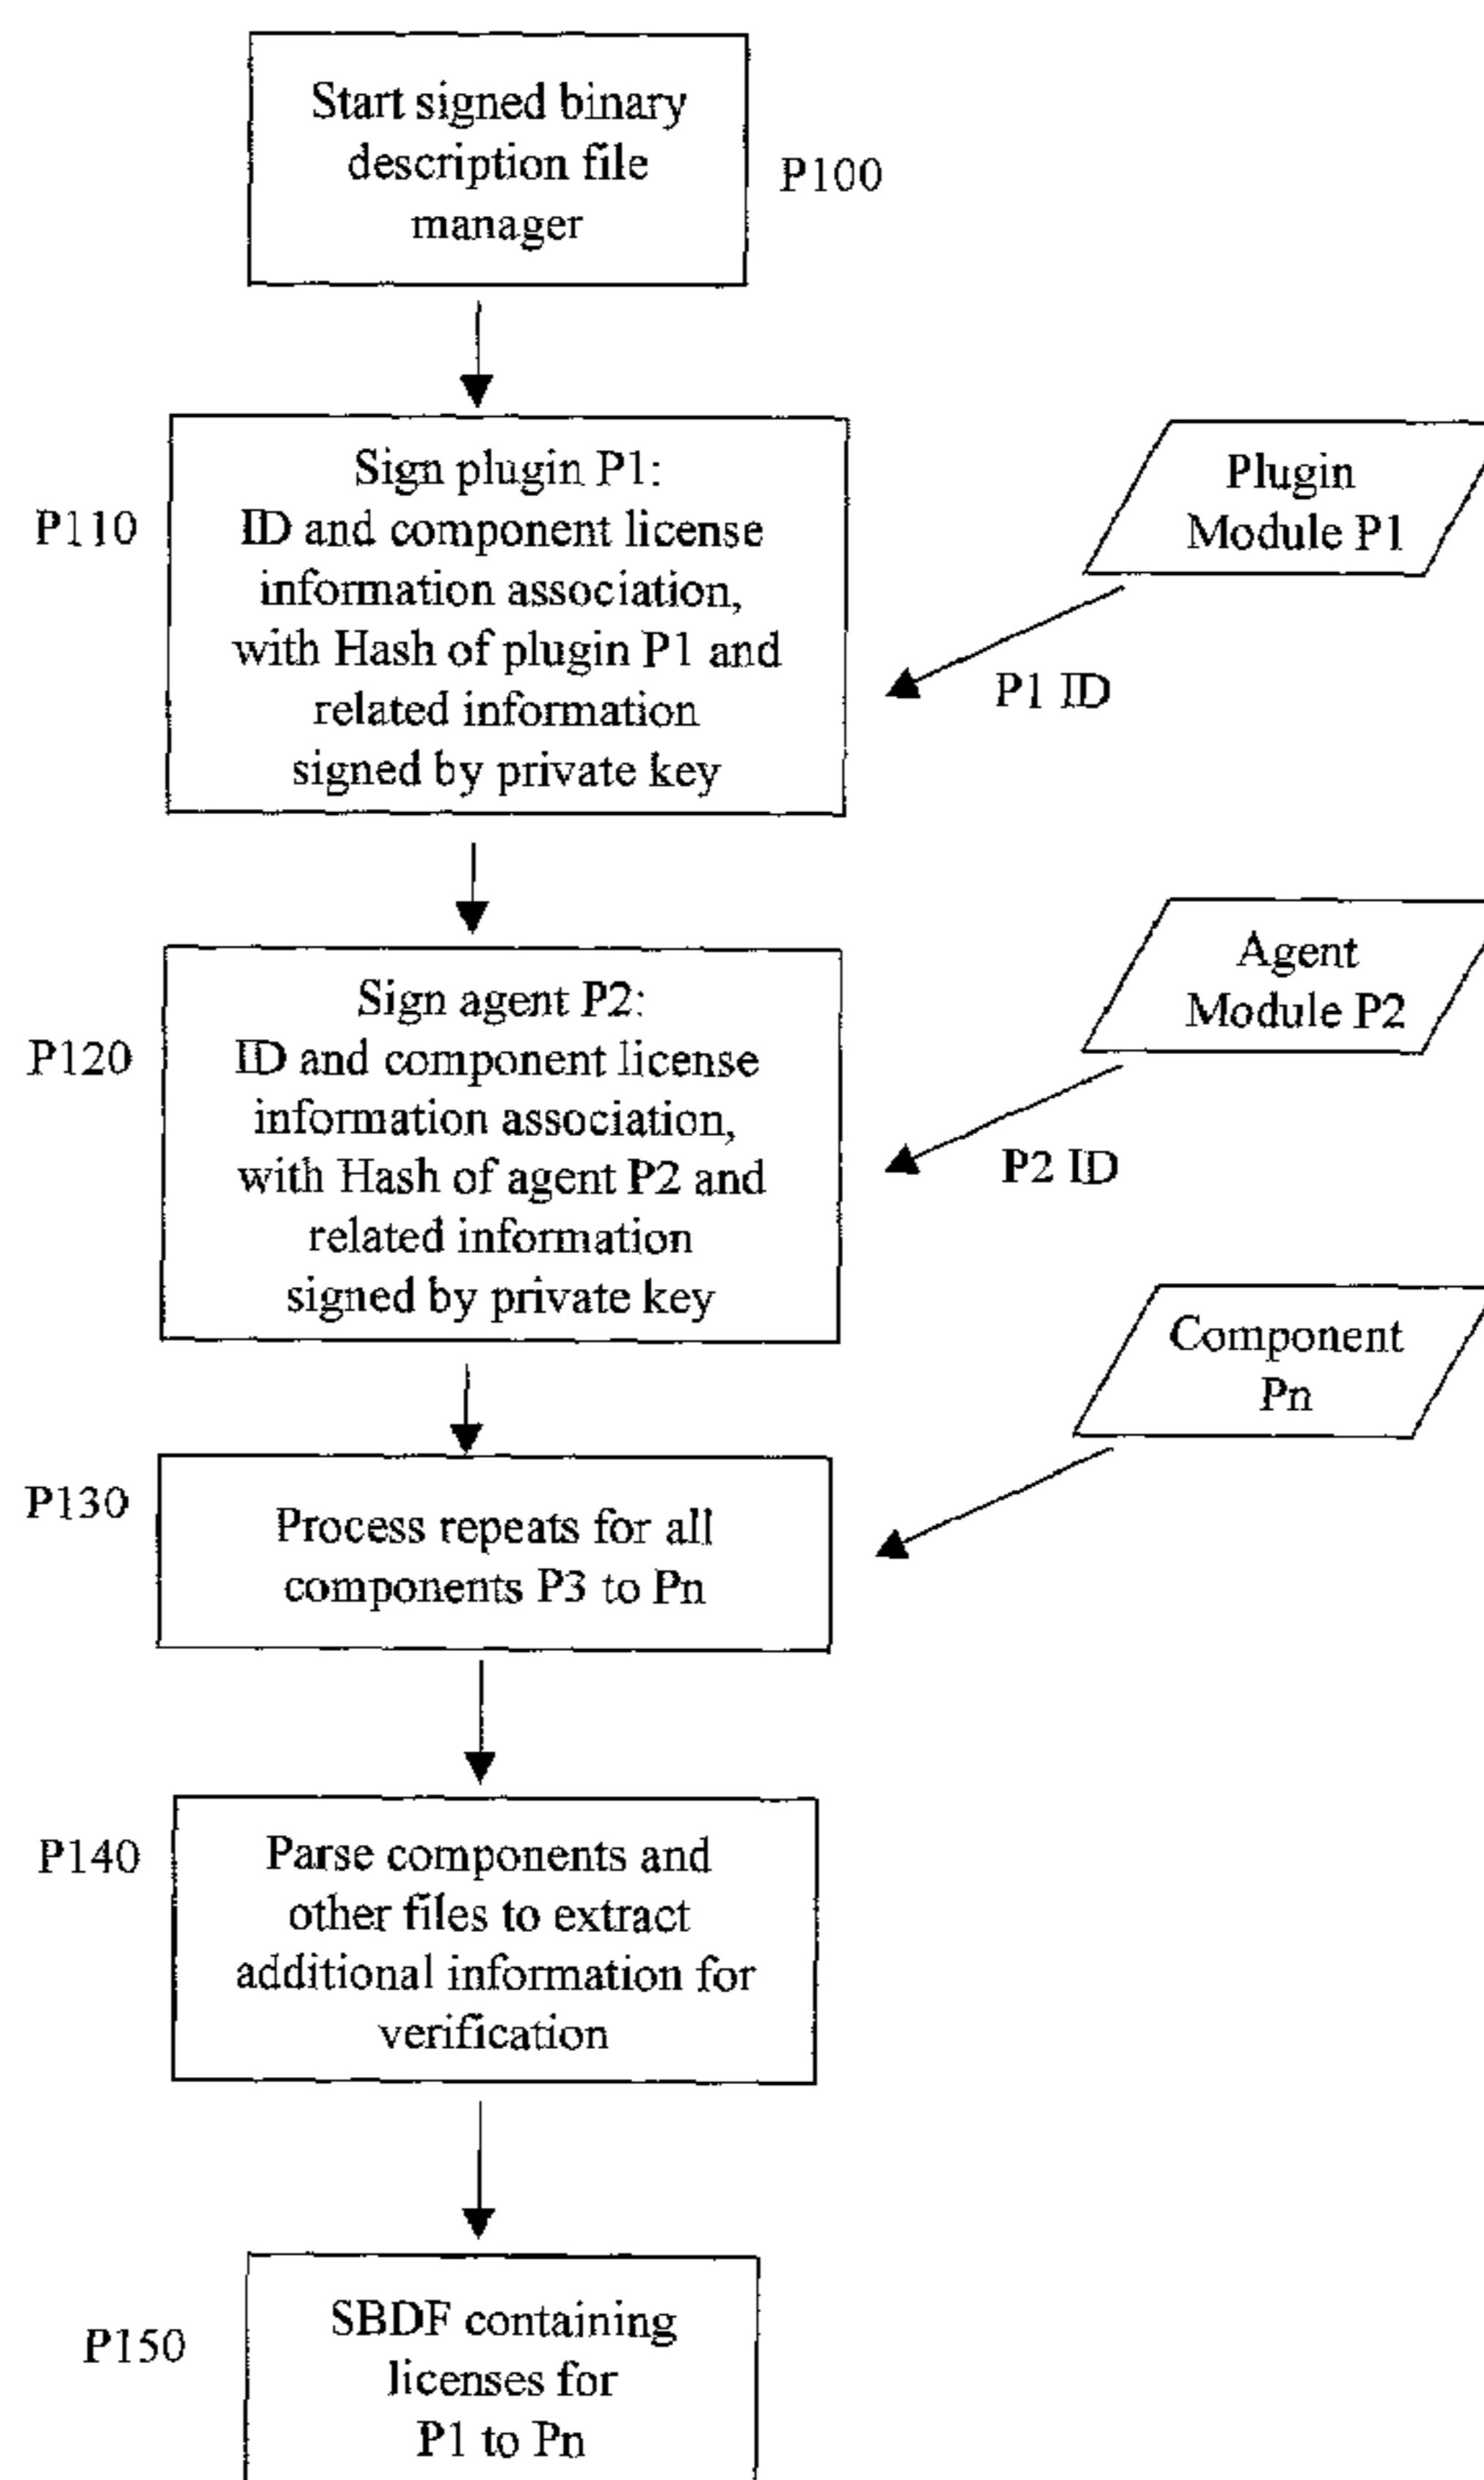 Start signed binary
description file
manager
P100
P110
Sign plugin P1:
ID and component license
information association,
with Hash of plugin P1 and
related information
signed by private key
Plugin
Module P1
P1 ID
P120
Sign agent P2:
ID and component license
information association,
with Hash of agent P2 and
related information
signed by private key
Agent
Module P2
P2 ID
Component
Pn
P130
Process repeats for all
components P3 to Pn
P140
Parse components and
other files to extract
additional information for
verification
P150
SBDF containing
licenses for
P1 to Pn